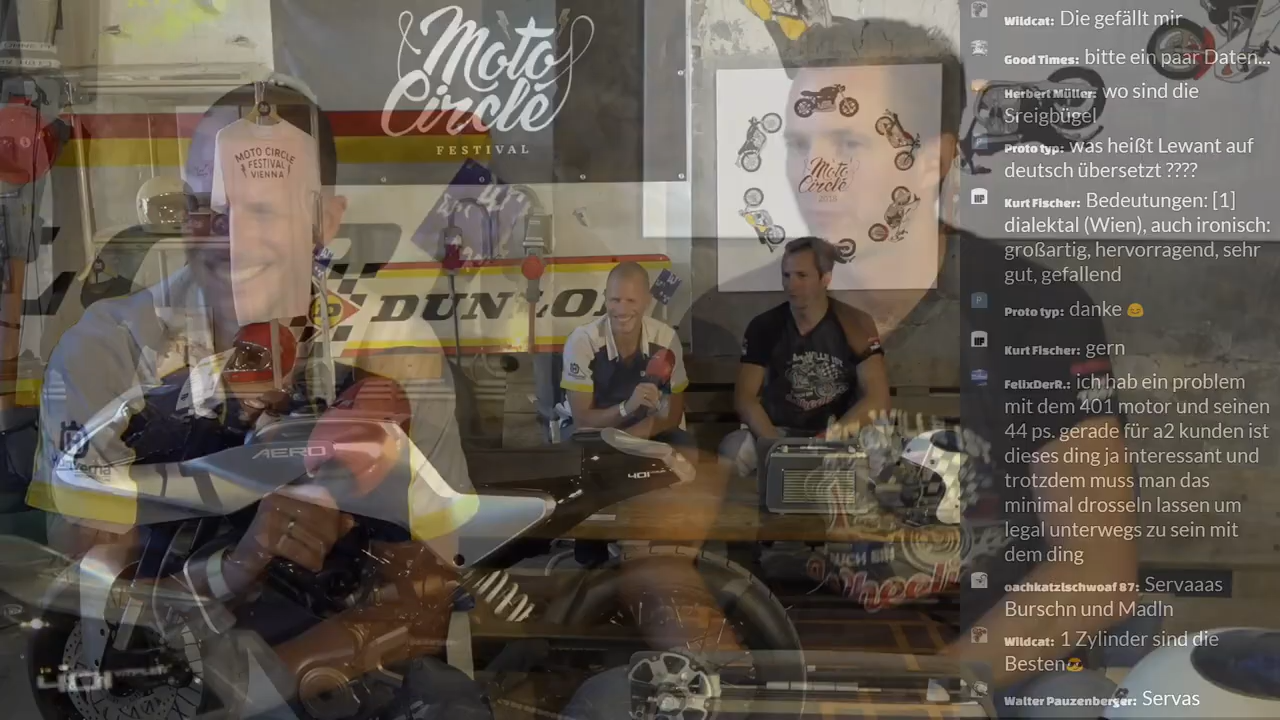 Moto
Circle
FESTIVAL
MOTO CIRCLE
FESTIVAL
VIENNA
Moto
Circle
2018
DUNLOP
AERO
401
401
Wheeli
Wildcat: Die gefällt mir
Good Times: bitte ein paar Daten...
Herbert Müller: wo sind die
Sreigbügel
Proto typ: was heißt Lewant auf
deutsch übersetzt ????
Kurt Fischer: Bedeutungen: [1]
dialektal (Wien), auch ironisch:
großartig, hervorragend, sehr
gut, gefallend
Proto typ: danke 😊
Kurt Fischer: gern
FelixDerR.: ich hab ein problem
mit dem 401 motor und seinen
44 ps. gerade für a2 kunden ist
dieses ding ja interessant und
trotzdem muss man das
minimal drosseln lassen um
legal unterwegs zu sein mit
dem ding
oachkatzlschwoaf 87: Servaaas
Burschn und Madln
Wildcat: 1 Zylinder sind die
Besten
Walter Pauzenberger: Servas